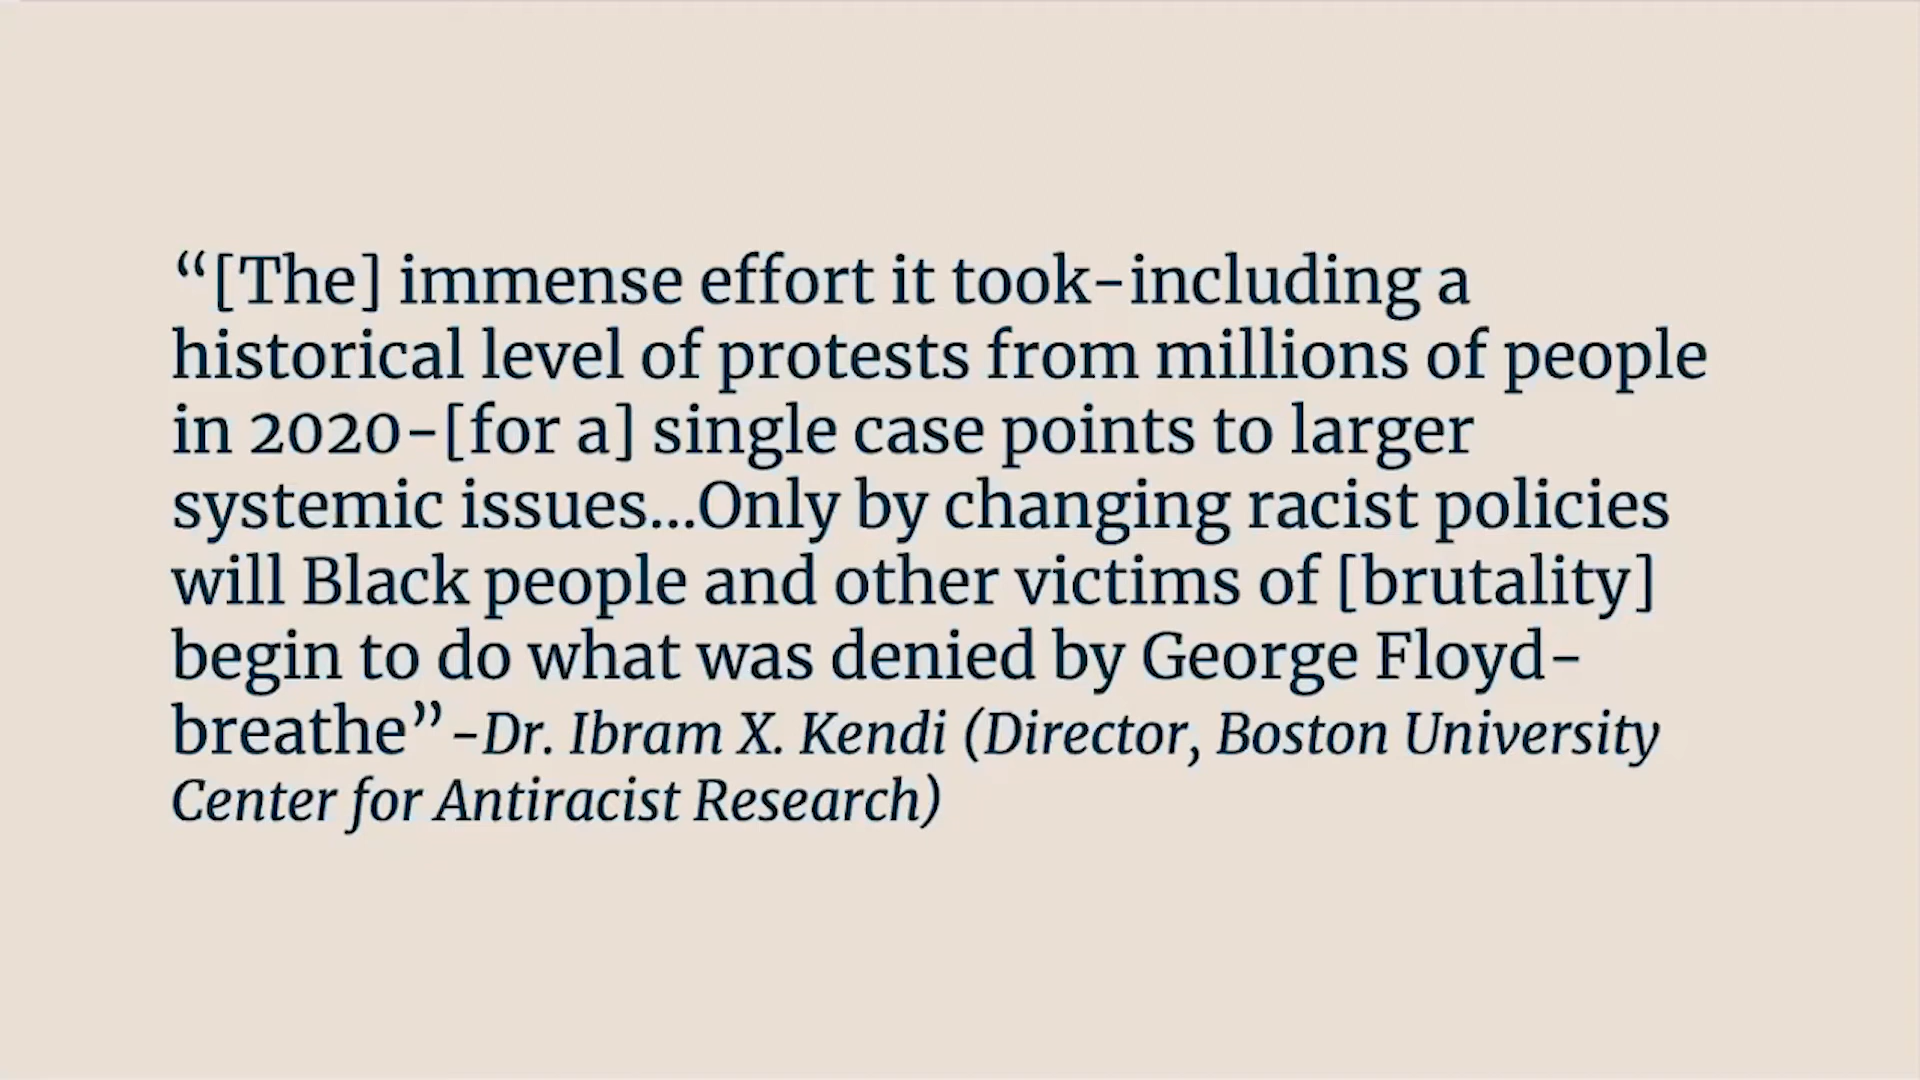 “[The] immense effort it took-including a
historical level of protests from millions of people
in 2020-[for a] single case points to larger
systemic issues...Only by changing racist policies
will Black people and other victims of [brutality]
begin to do what was denied by George Floyd-
breathe”-Dr. Ibram X. Kendi (Director, Boston University
Center for Antiracist Research)